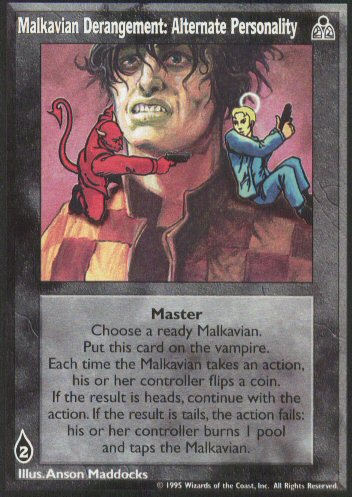 Malkavian Derangement: Alternate Personality
Master
Choose a ready Malkavian.
Put this card on the vampire.
Each time the Malkavian takes an action,
his or her controller flips a coin.
If the result is heads, continue with the
action. If the result is tails, the action fails:
his or her controller burns 1 pool
and taps the Malkavian.
2
Illus. Anson Maddocks
© 1995 Wizards of the Coast, Inc. All Rights Reserved.